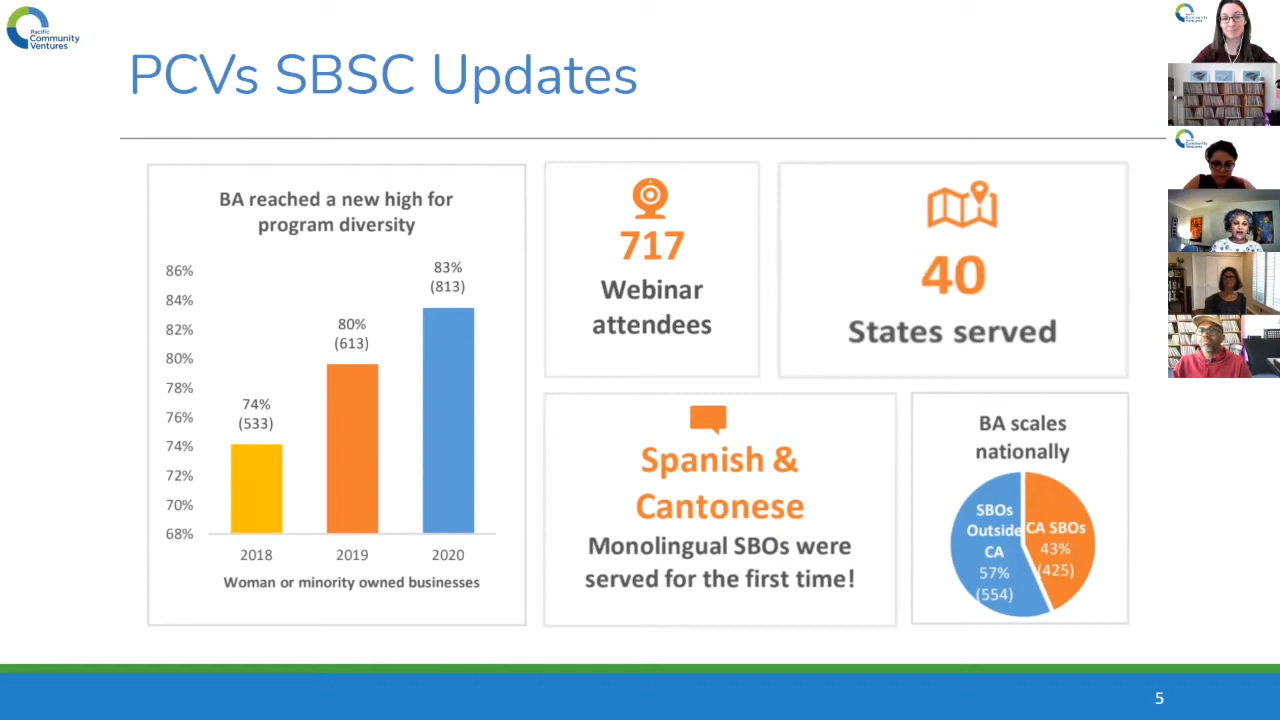 Pacific
Community
Ventures
PCVs SBSC Updates
BA reached a new high for
program diversity
86%
84%
82%
80%
78%
76%
74%
72%
70%
68%
74%
(533)
80%
(613)
83%
(813)
2018
2019
2020
Woman or minority owned businesses
717
Webinar
attendees
40
States served
Spanish &
Cantonese
Monolingual SBOs were
served for the first time!
BA scales
nationally
SBOs
Outside
CA
57%
(554)
CA SBOs
43%
(425)
5
Community
Ventures